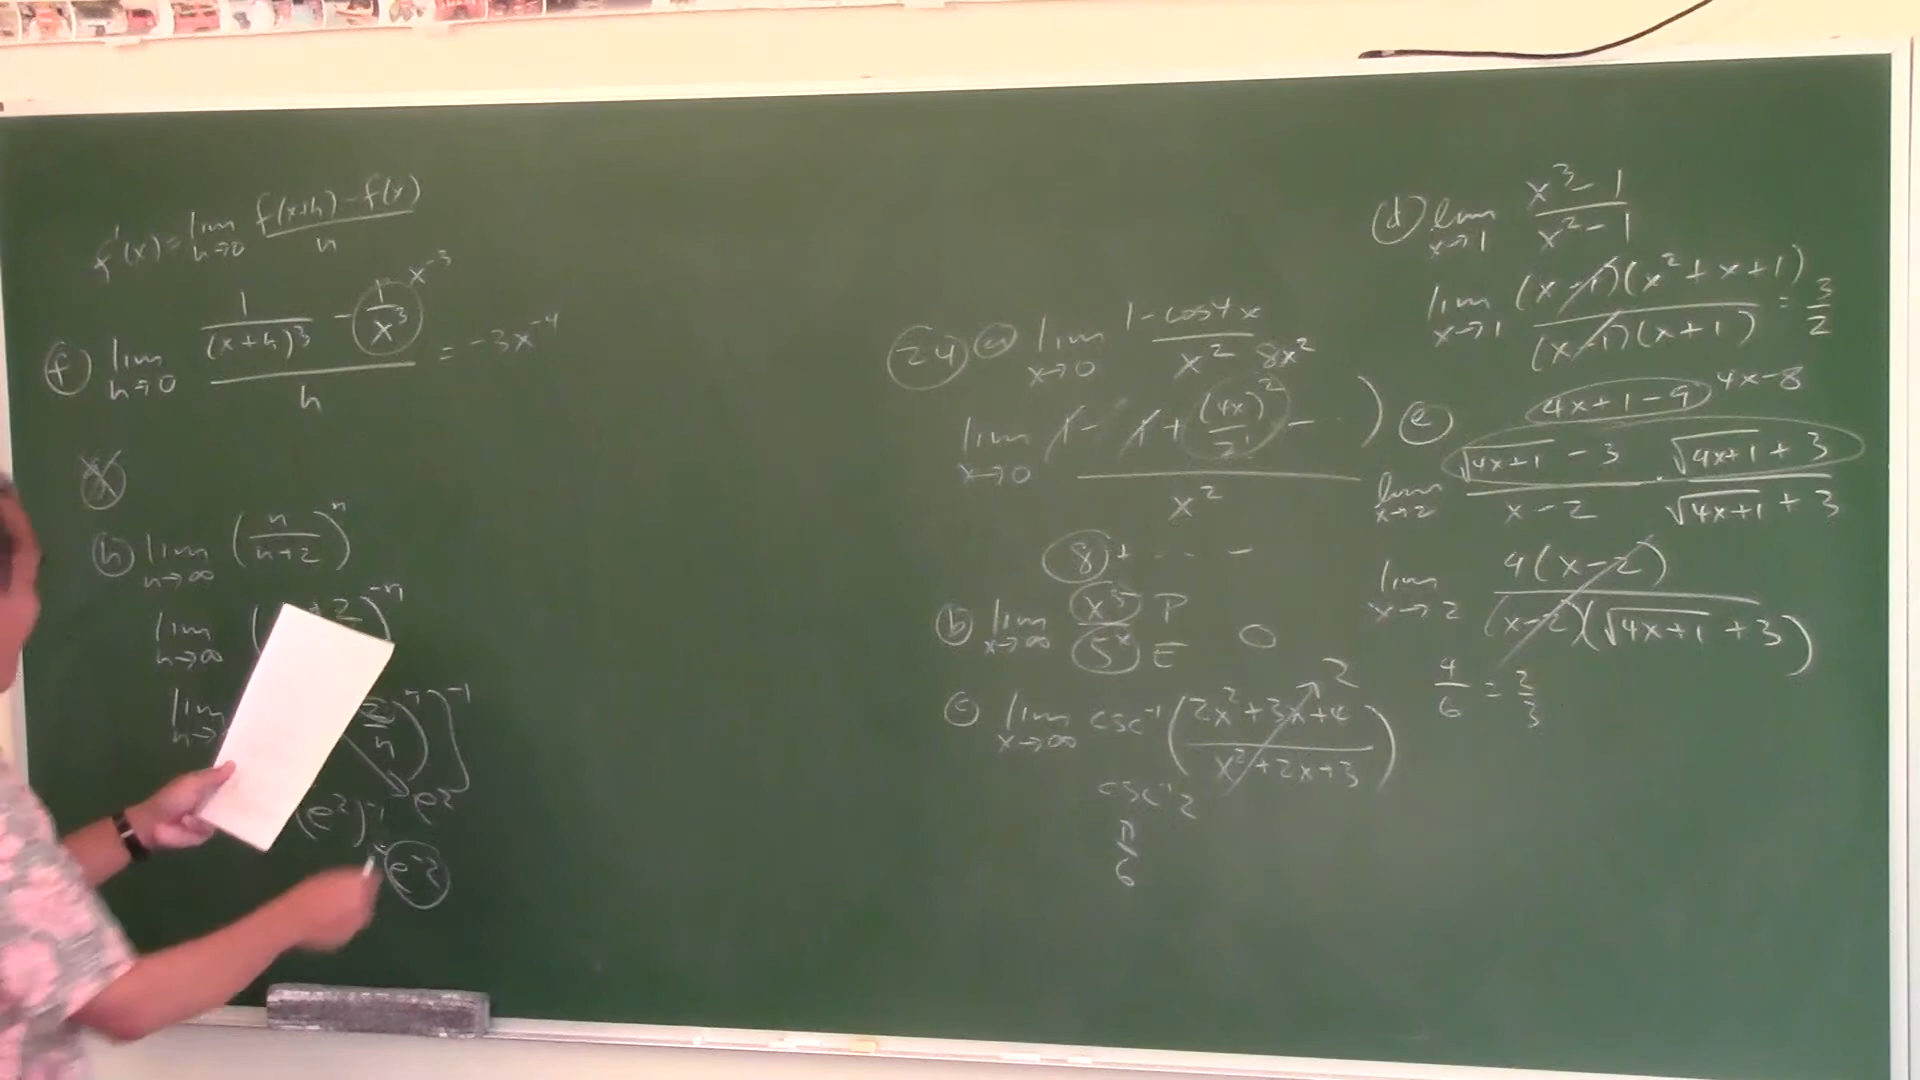 f'(x) = lim h→0 f(x+h) - f(x) / h
(f) lim h→0 (1/(x+h)³ - 1/x³) / h = -3x⁻⁴
x⁻³
(h) lim n→∞ (n/(n+2))ⁿ
lim n→∞ ( + 2 )⁻ⁿ
lim n→ 2/n )ⁿ ]⁻¹
(e²)⁻¹ e²
e⁻²
(24) (a) lim x→0 1-cos4x / x²
8x²
lim x→0 (1 - 1 + (4x)²/2! - ··) / x²
8 + · · · -
(b) lim x→∞ x⁵/5ˣ P E 0
(c) lim x→∞ csc⁻¹ ((2x²+3x+4)/(x²+2x+3)) 2
csc⁻¹ 2
π/6
(d) lim x→1 x³-1 / x²-1
lim x→1 (x-1)(x²+x+1) / (x-1)(x+1) = 3/2
4x+1-9 4x-8
(e) lim x→2 √4x+1 - 3 / x-2 · √4x+1 + 3 / √4x+1 + 3
lim x→2 4(x-2) / (x-2)(√4x+1 + 3)
4/6 = 2/3